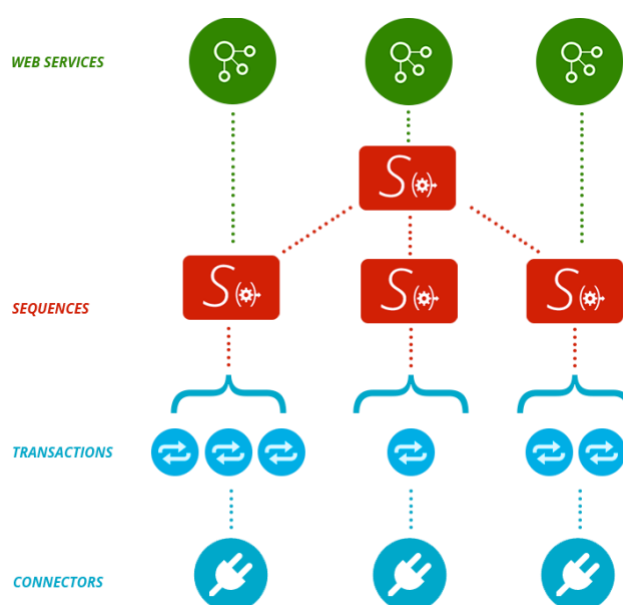 WEB SERVICES
S
S
S
S
SEQUENCES
TRANSACTIONS
CONNECTORS